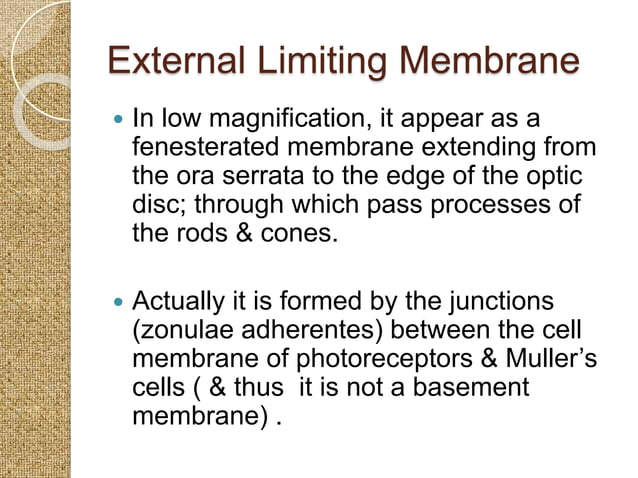 External Limiting Membrane
• In low magnification, it appear as a
fenesterated membrane extending from
the ora serrata to the edge of the optic
disc; through which pass processes of
the rods & cones.
• Actually it is formed by the junctions
(zonulae adherentes) between the cell
membrane of photoreceptors & Muller’s
cells ( & thus  it is not a basement
membrane) .